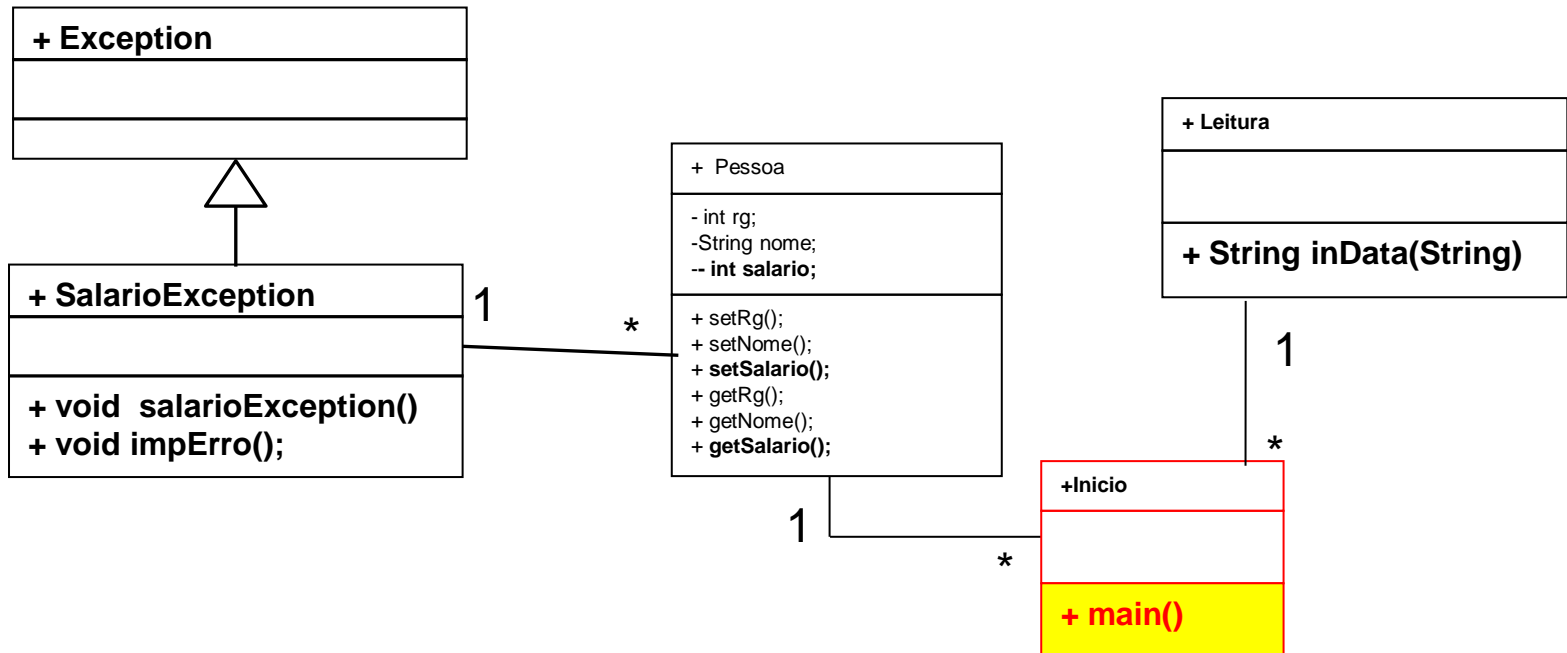 + Exception
+ SalarioException
+ void salarioException()
+ void impErro();
1
*
+ Pessoa
- int rg;
-String nome;
-- int salario;
+ setRg();
+ setNome();
+ setSalario();
+ getRg();
+ getNome();
+ getSalario();
1
*
+ Leitura
+ String inData(String)
1
*
+Inicio
+ main()